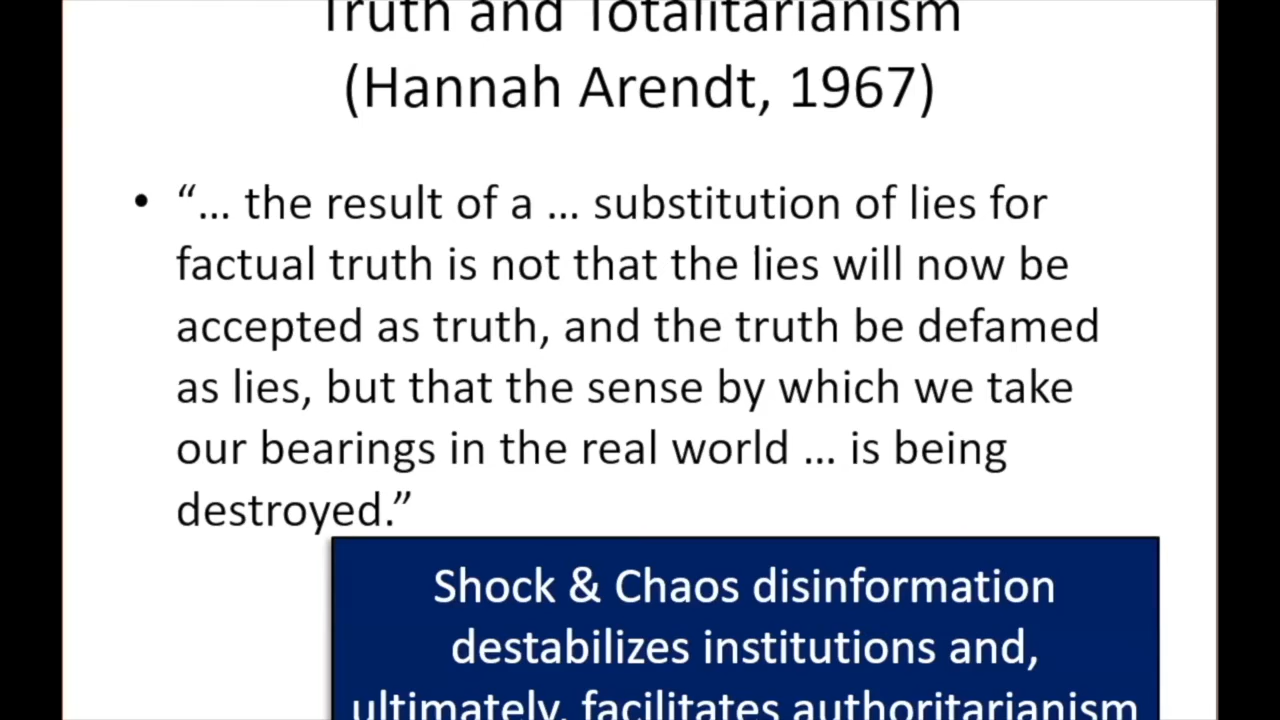 Truth and Totalitarianism
(Hannah Arendt, 1967)
• “… the result of a … substitution of lies for
factual truth is not that the lies will now be
accepted as truth, and the truth be defamed
as lies, but that the sense by which we take
our bearings in the real world … is being
destroyed.”
Shock & Chaos disinformation
destabilizes institutions and,
ultimately, facilitates authoritarianism